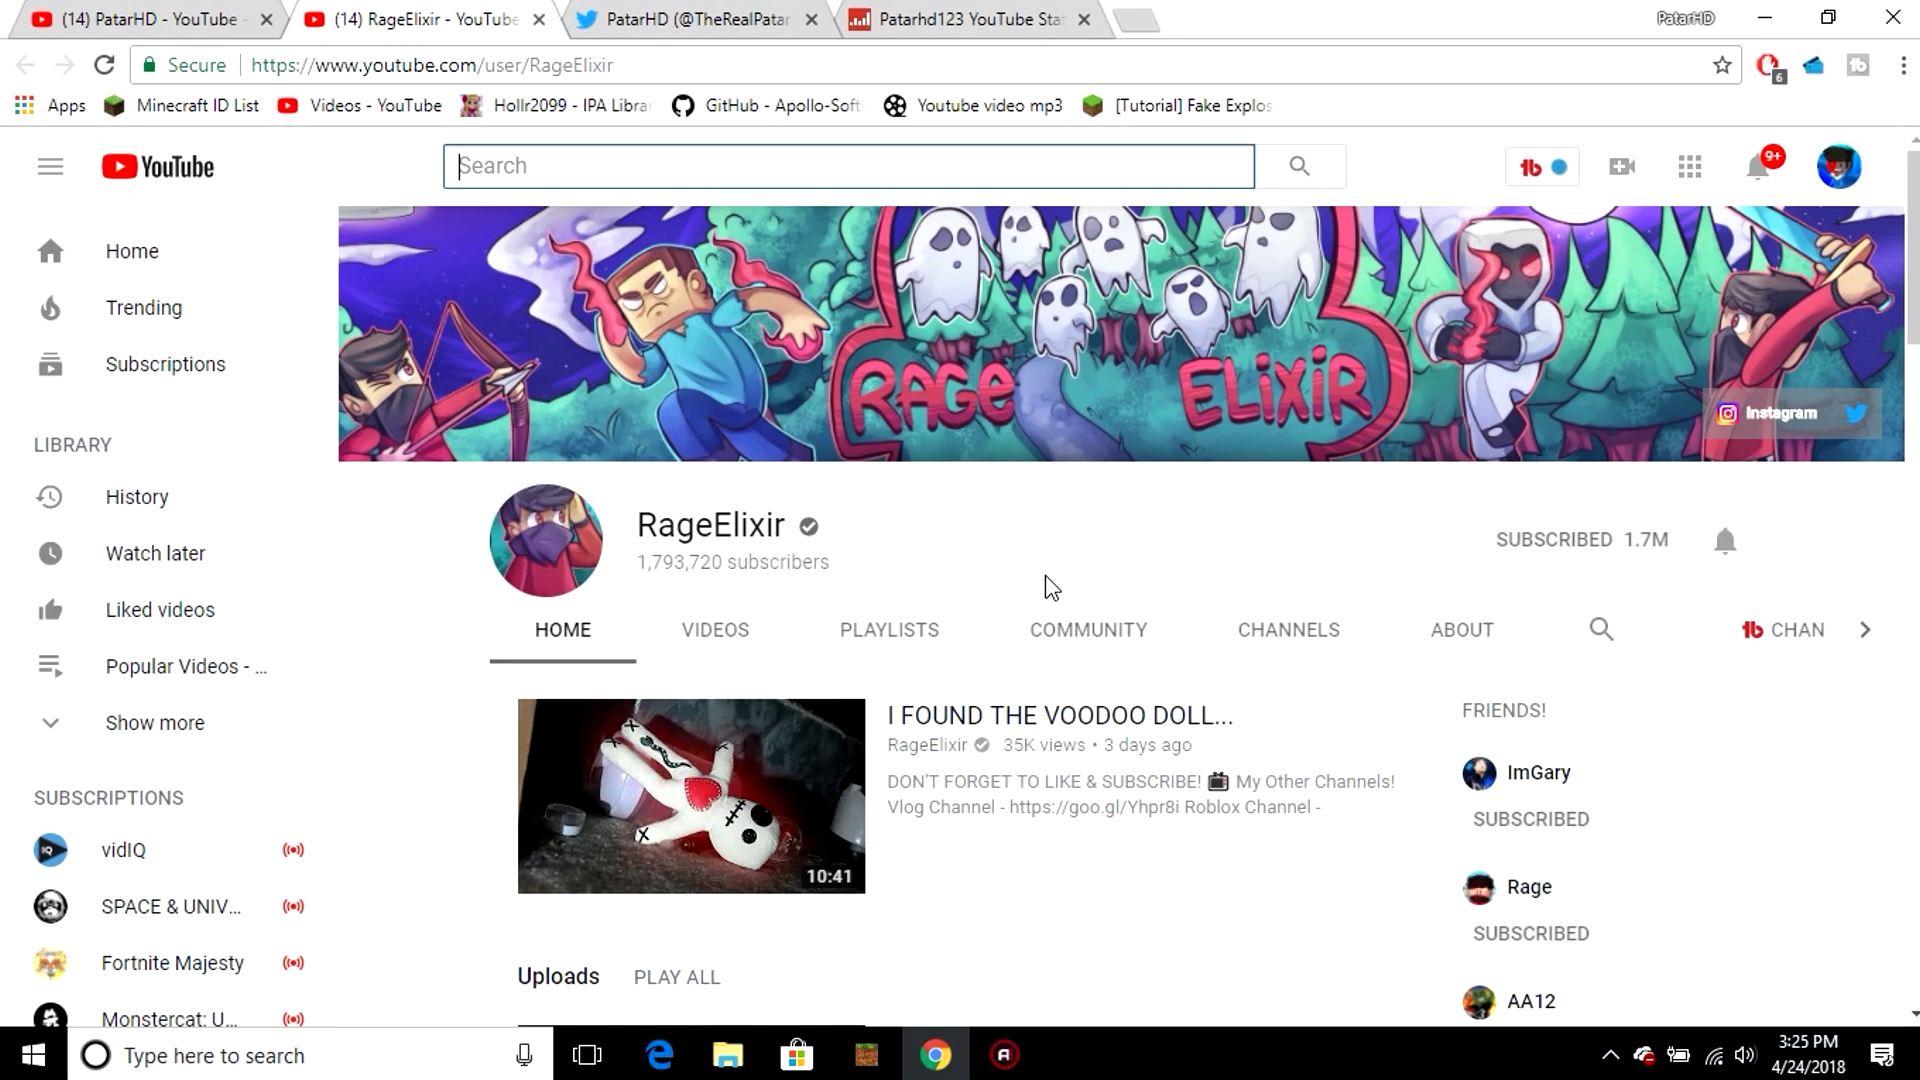 (14) PatarHD - YouTube -
(14) RageElixir - YouTube
PatarHD (@TheRealPatar
Patarhd123 YouTube Stat
PatarHD
Secure
https://www.youtube.com/user/RageElixir
6
Apps
Minecraft ID List
Videos - YouTube
Hollr2099 - IPA Librar
GitHub - Apollo-Soft
Youtube video mp3
[Tutorial] Fake Explos
YouTube
Search
9+
Home
Trending
Subscriptions
RAGE ELIXIR
Instagram
LIBRARY
History
Watch later
Liked videos
Popular Videos - ...
Show more
SUBSCRIPTIONS
vidIQ
SPACE & UNIV...
Fortnite Majesty
Monstercat: U...
RageElixir
1,793,720 subscribers
SUBSCRIBED 1.7M
HOME
VIDEOS
PLAYLISTS
COMMUNITY
CHANNELS
ABOUT
CHAN
10:41
I FOUND THE VOODOO DOLL...
RageElixir 35K views • 3 days ago
DON'T FORGET TO LIKE & SUBSCRIBE! 📺 My Other Channels!
Vlog Channel - https://goo.gl/Yhpr8i Roblox Channel -
Uploads
PLAY ALL
FRIENDS!
ImGary
SUBSCRIBED
Rage
SUBSCRIBED
AA12
Type here to search
3:25 PM
4/24/2018